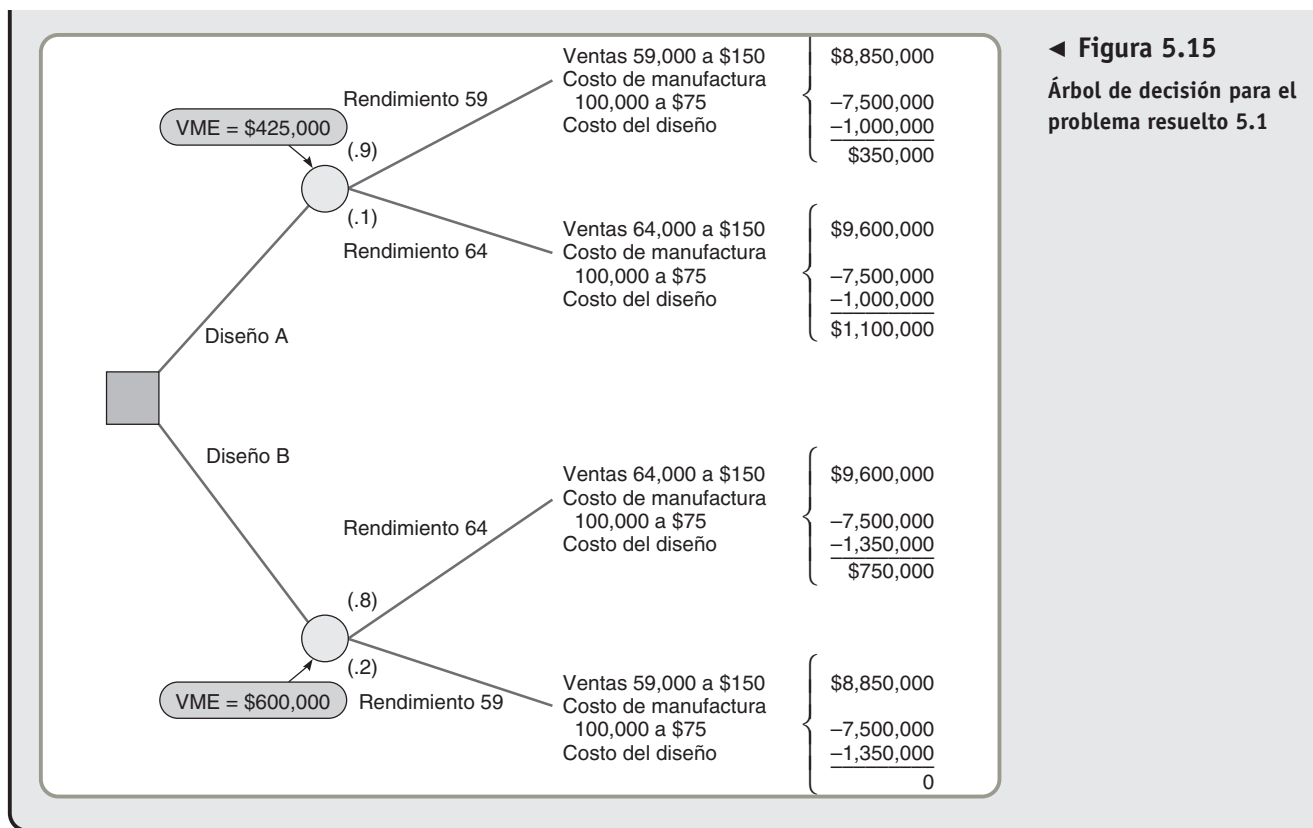 ◄ Figura 5.15
Árbol de decisión para el
problema resuelto 5.1
Ventas 59,000 a $150 $8,850,000
Costo de manufactura
100,000 a $75 –7,500,000
Costo del diseño –1,000,000
$350,000
Rendimiento 59
VME = $425,000
(.9)
(.1)
Rendimiento 64
Ventas 64,000 a $150 $9,600,000
Costo de manufactura
100,000 a $75 –7,500,000
Costo del diseño –1,000,000
$1,100,000
Diseño A
Diseño B
Ventas 64,000 a $150 $9,600,000
Costo de manufactura
100,000 a $75 –7,500,000
Costo del diseño –1,350,000
$750,000
Rendimiento 64
(.8)
(.2)
VME = $600,000
Rendimiento 59
Ventas 59,000 a $150 $8,850,000
Costo de manufactura
100,000 a $75 –7,500,000
Costo del diseño –1,350,000
0